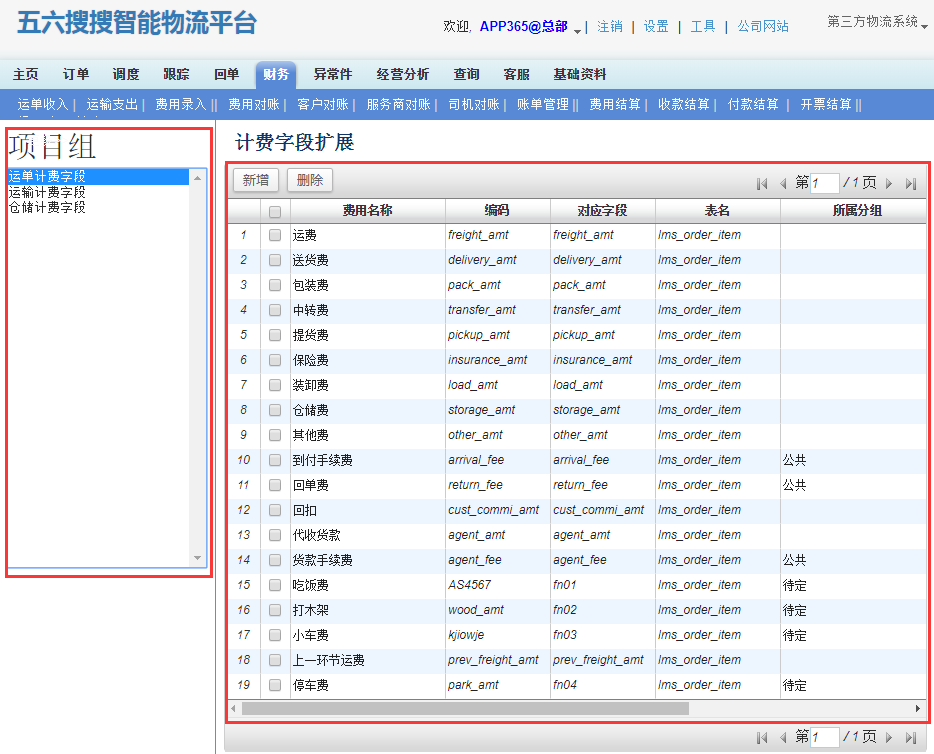 五六搜搜智能物流平台
欢迎, APP365@总部 | 注销 | 设置 | 工具 | 公司网站 第三方物流系统
主页 订单 调度 跟踪 回单 财务 异常件 经营分析 查询 客服 基础资料
运单收入 | 运输支出 | 费用录入 || 费用对账 | 客户对账 | 服务商对账 | 司机对账 | 账单管理 || 费用结算 | 收款结算 | 付款结算 | 开票结算 ||
项目组
运单计费字段
运输计费字段
仓储计费字段
计费字段扩展
新增 删除 第 1 / 1 页
费用名称 编码 对应字段 表名 所属分组
1 运费 freight_amt freight_amt lms_order_item
2 送货费 delivery_amt delivery_amt lms_order_item
3 包装费 pack_amt pack_amt lms_order_item
4 中转费 transfer_amt transfer_amt lms_order_item
5 提货费 pickup_amt pickup_amt lms_order_item
6 保险费 insurance_amt insurance_amt lms_order_item
7 装卸费 load_amt load_amt lms_order_item
8 仓储费 storage_amt storage_amt lms_order_item
9 其他费 other_amt other_amt lms_order_item
10 到付手续费 arrival_fee arrival_fee lms_order_item 公共
11 回单费 return_fee return_fee lms_order_item 公共
12 回扣 cust_commi_amt cust_commi_amt lms_order_item
13 代收货款 agent_amt agent_amt lms_order_item
14 货款手续费 agent_fee agent_fee lms_order_item 公共
15 吃饭费 AS4567 fn01 lms_order_item 待定
16 打木架 wood_amt fn02 lms_order_item 待定
17 小车费 kjiowje fn03 lms_order_item 待定
18 上一环节运费 prev_freight_amt prev_freight_amt lms_order_item
19 停车费 park_amt fn04 lms_order_item 待定
第 1 / 1 页